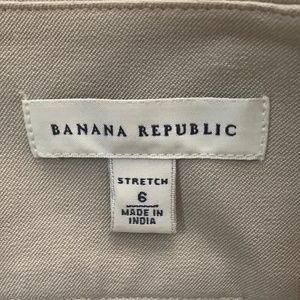 BANANA REPUBLIC
STRETCH
6
MADE IN
INDIA